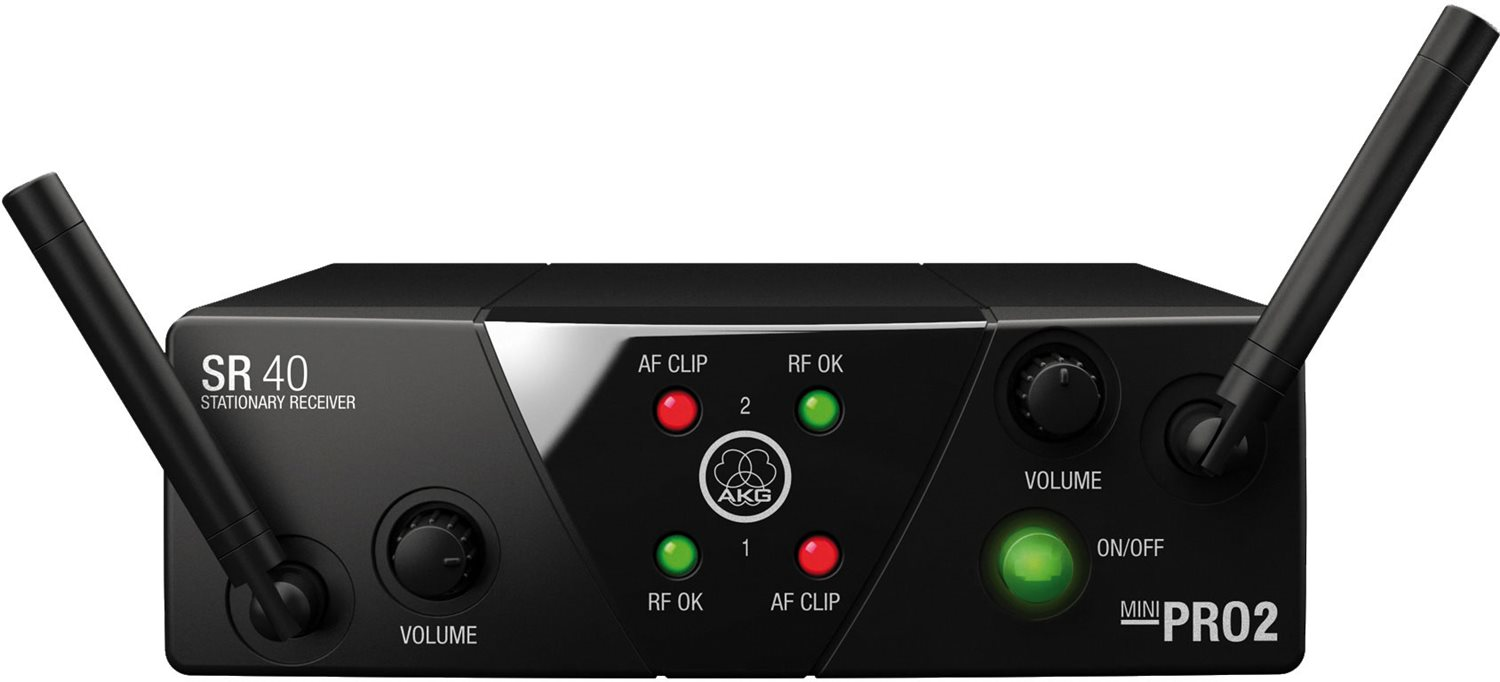 SR 40
STATIONARY RECEIVER
AF CLIP
RF OK
2
AKG
VOLUME
1
ON/OFF
RF OK
AF CLIP
VOLUME
MINI PRO2